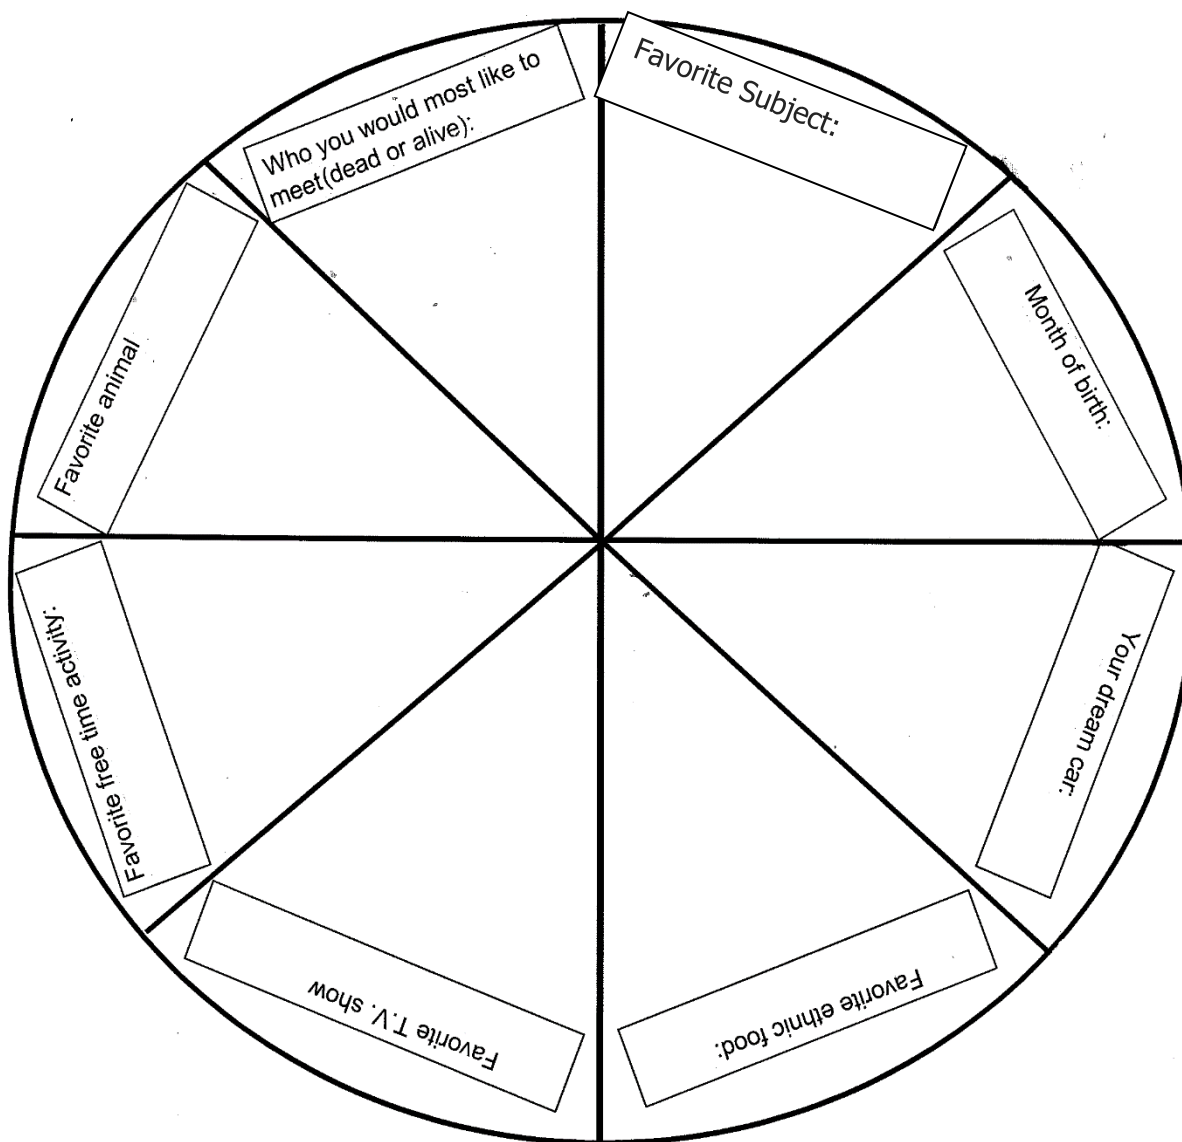 Favorite Subject:
Month of birth:
Your dream car:
Favorite ethnic food:
Favorite T.V. show
Favorite free time activity:
Favorite animal
Who you would most like to
meet(dead or alive):